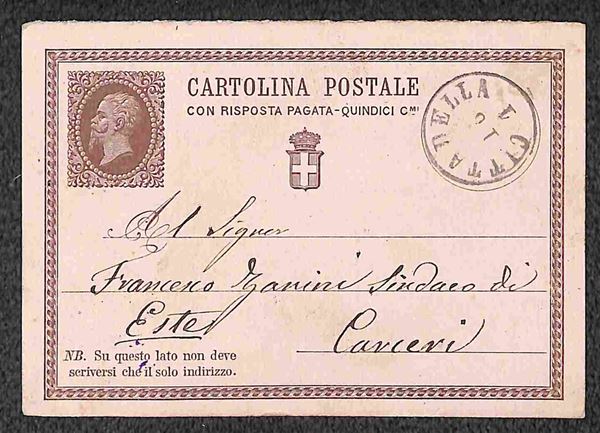 CARTOLINA POSTALE
CON RISPOSTA PAGATA-QUINDICI CMI
CITTADELLA
Al Signor
Francesco Zanini Sindaco di
Este Carceri
NB. Su questo lato non deve
scriversi che il solo indirizzo.